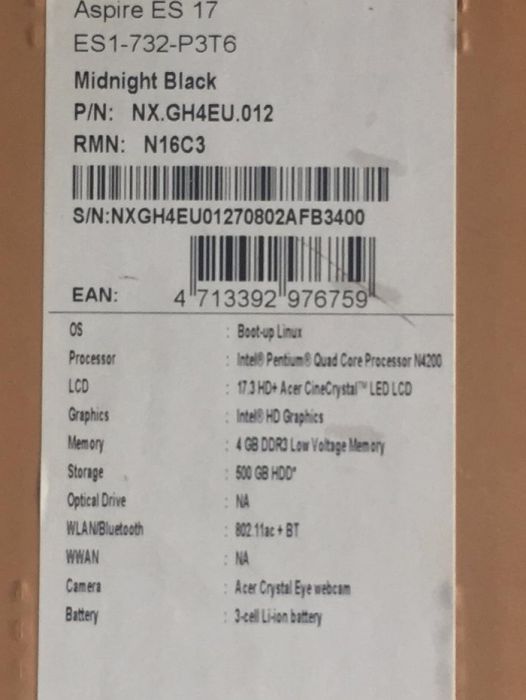 Aspire ES 17
ES1-732-P3T6
Midnight Black
P/N: NX.GH4EU.012
RMN: N16C3
S/N:NXGH4EU01270802AFB3400
EAN: 4 713392 976759
OS : Boot-up Linux
Processor : Intel® Pentium® Quad Core Processor N4200
LCD : 17.3 HD+ Acer CineCrystal™ LED LCD
Graphics : Intel® HD Graphics
Memory : 4 GB DDR3 Low Voltage Memory
Storage : 500 GB HDD*
Optical Drive : NA
WLAN/Bluetooth : 802.11ac + BT
WWAN : NA
Camera : Acer Crystal Eye webcam
Battery : 3-cell Li-ion battery